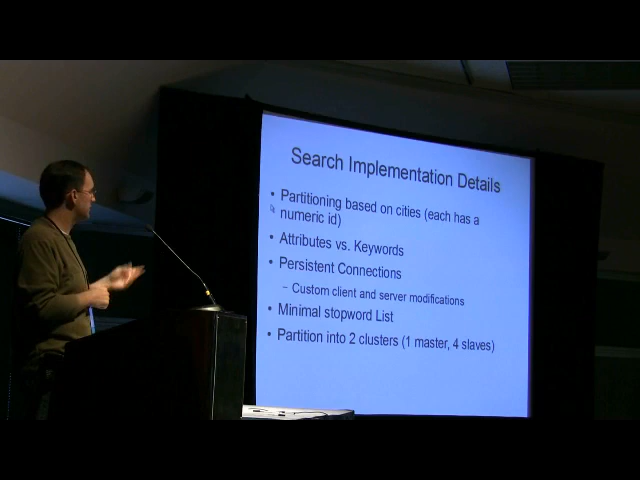 Search Implementation Details
• Partitioning based on cities (each has a
numeric id)
• Attributes vs. Keywords
• Persistent Connections
– Custom client and server modifications
• Minimal stopword List
• Partition into 2 clusters (1 master, 4 slaves)